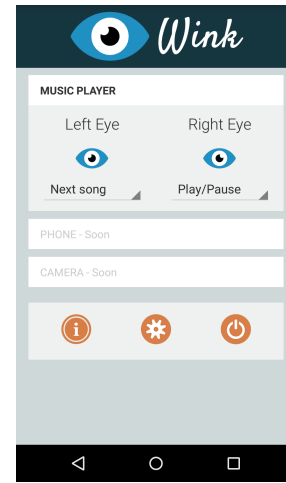 Wink
MUSIC PLAYER
Left Eye Right Eye
Next song Play/Pause
PHONE - Soon
CAMERA - Soon
i